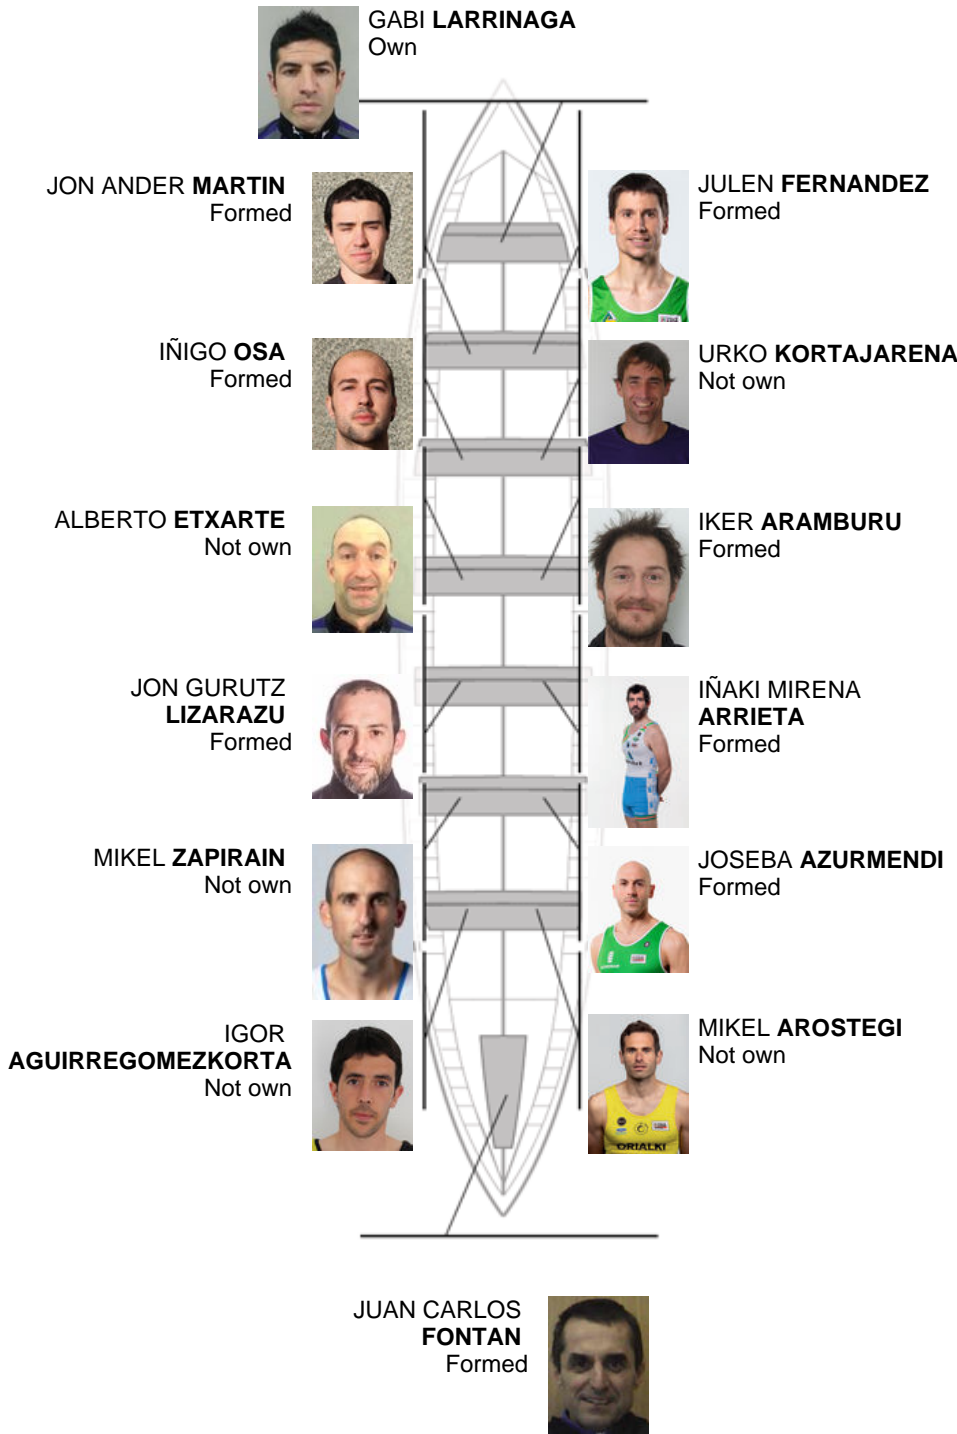 GABI LARRINAGA
Own
JON ANDER MARTIN
Formed
JULEN FERNANDEZ
Formed
IÑIGO OSA
Formed
URKO KORTAJARENA
Not own
ALBERTO ETXARTE
Not own
IKER ARAMBURU
Formed
JON GURUTZ
LIZARAZU
Formed
IÑAKI MIRENA
ARRIETA
Formed
MIKEL ZAPIRAIN
Not own
JOSEBA AZURMENDI
Formed
IGOR
AGUIRREGOMEZKORTA
Not own
MIKEL AROSTEGI
Not own
ORIALKI
JUAN CARLOS
FONTAN
Formed